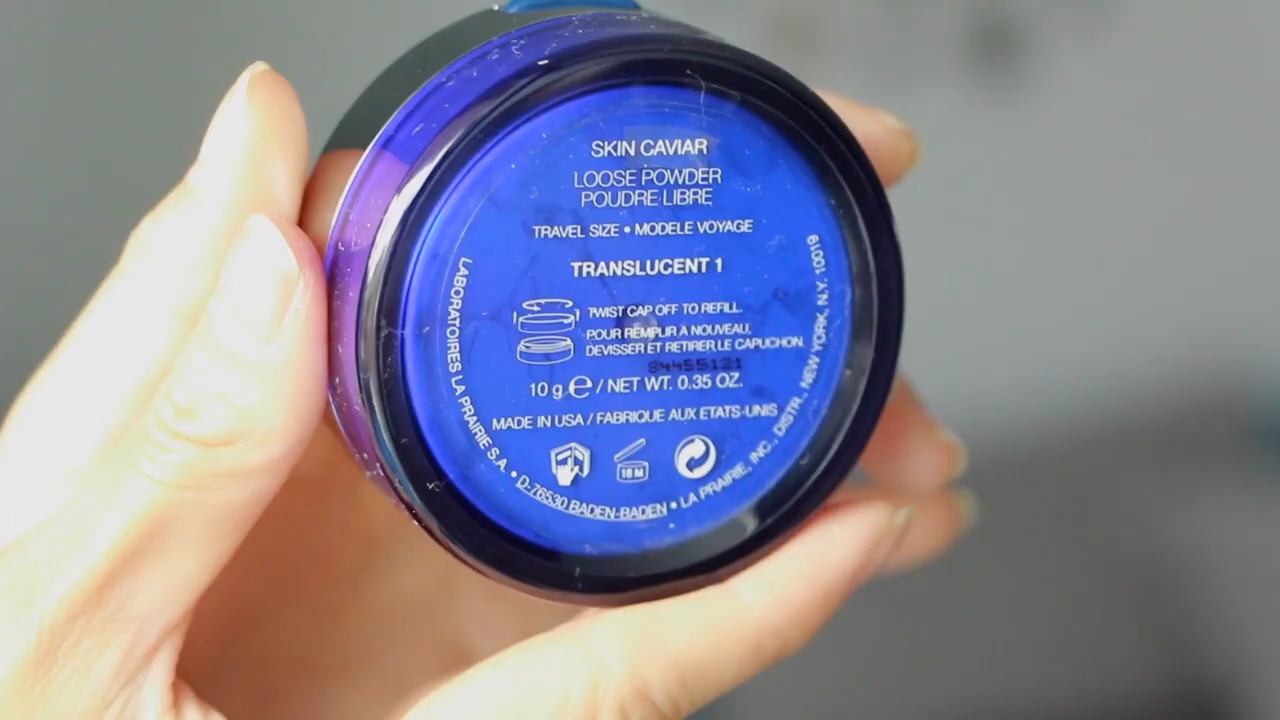 SKIN CAVIAR
LOOSE POWDER
POUDRE LIBRE
TRAVEL SIZE • MODELE VOYAGE
TRANSLUCENT 1
TWIST CAP OFF TO REFILL.
POUR REMPLIR A NOUVEAU,
DEVISSER ET RETIRER LE CAPUCHON.
84455121
10 g ℮ / NET WT. 0.35 OZ.
MADE IN USA / FABRIQUE AUX ETATS-UNIS
18 M
LABORATOIRES LA PRAIRIE S.A. • D-76530 BADEN-BADEN • LA PRAIRIE, INC., DISTR., NEW YORK, N.Y. 10019